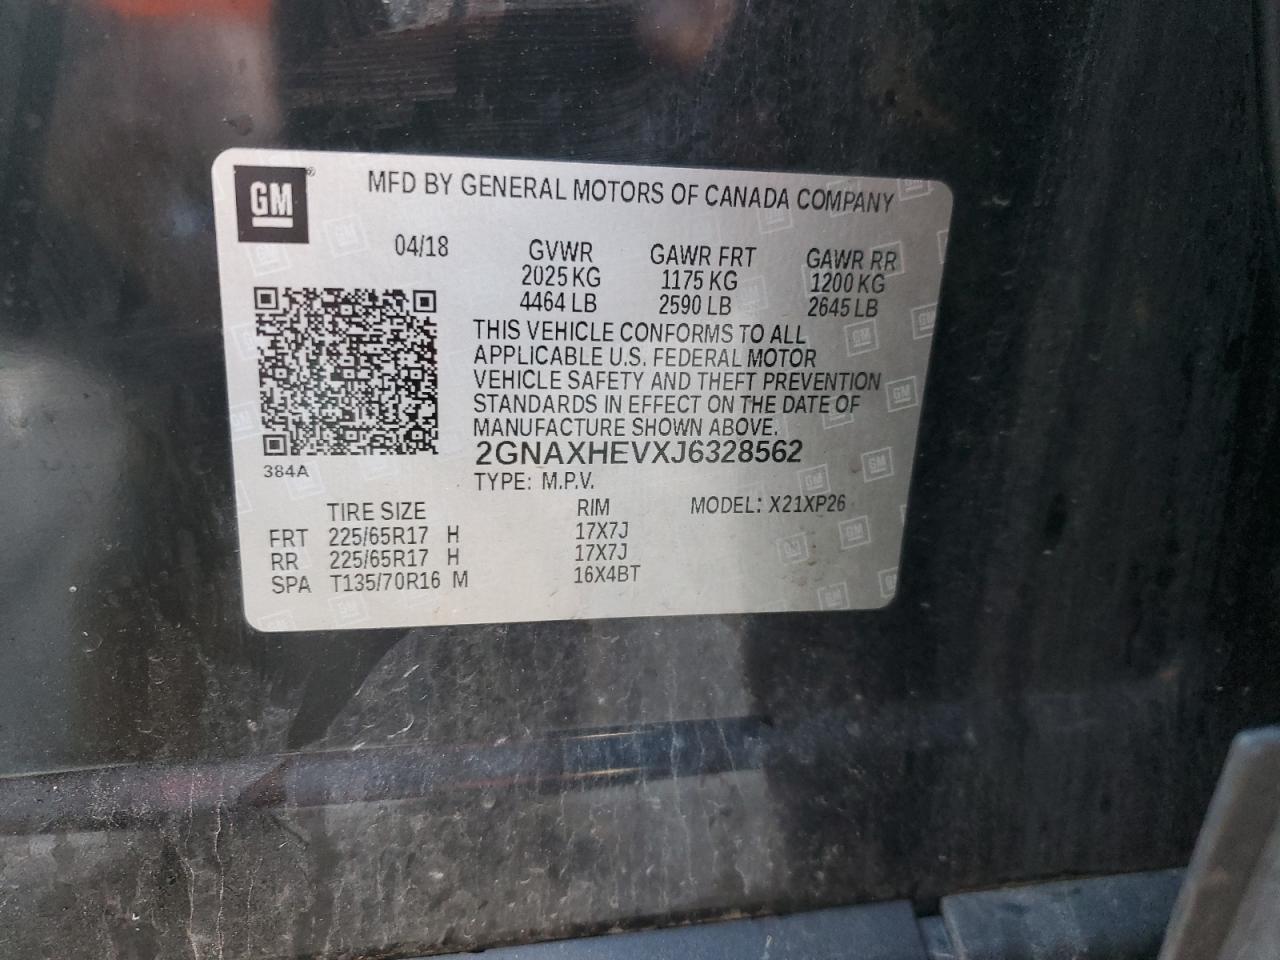 GM ® MFD BY GENERAL MOTORS OF CANADA COMPANY
04/18 GVWR GAWR FRT GAWR RR
2025 KG 1175 KG 1200 KG
4464 LB 2590 LB 2645 LB
THIS VEHICLE CONFORMS TO ALL
APPLICABLE U.S. FEDERAL MOTOR
VEHICLE SAFETY AND THEFT PREVENTION
STANDARDS IN EFFECT ON THE DATE OF
MANUFACTURE SHOWN ABOVE.
2GNAXHEVXJ6328562
384A
TYPE: M.P.V.
TIRE SIZE RIM MODEL: X21XP26
FRT 225/65R17 H 17X7J
RR 225/65R17 H 17X7J
SPA T135/70R16 M 16X4BT